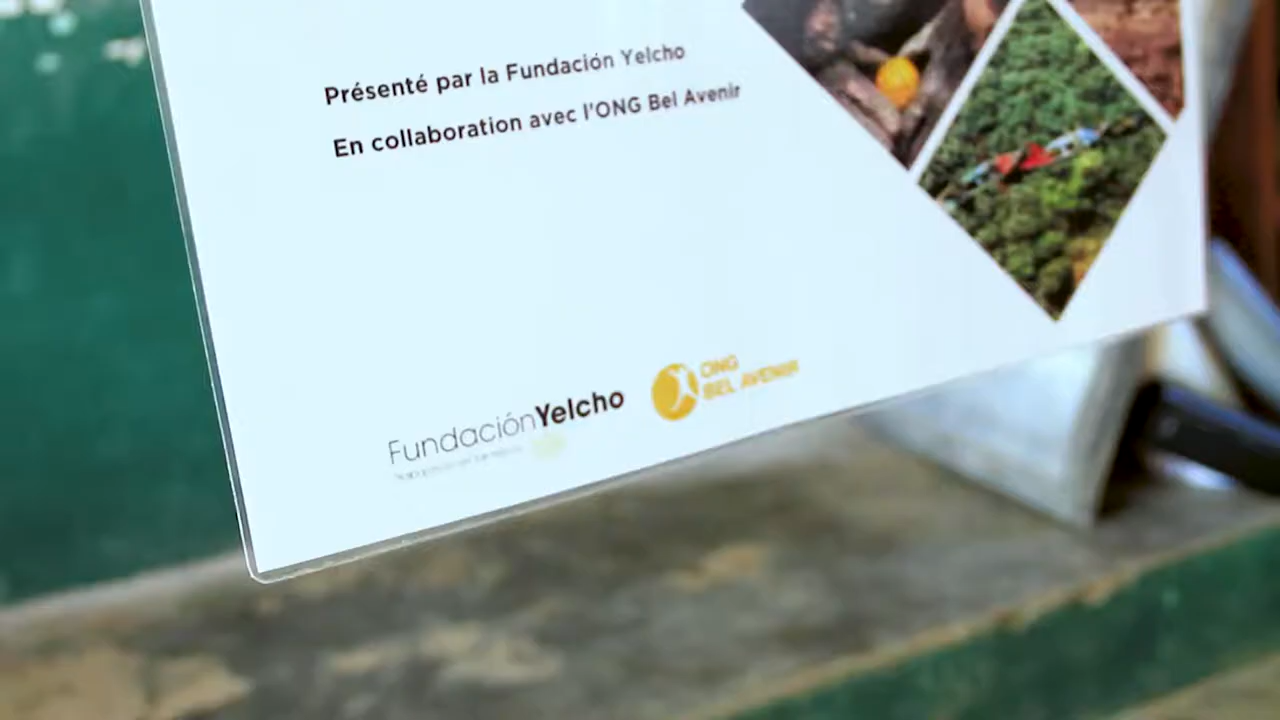 Présenté par la Fundación Yelcho
En collaboration avec l'ONG Bel Avenir
FundaciónYelcho
ONG
BEL AVENIR